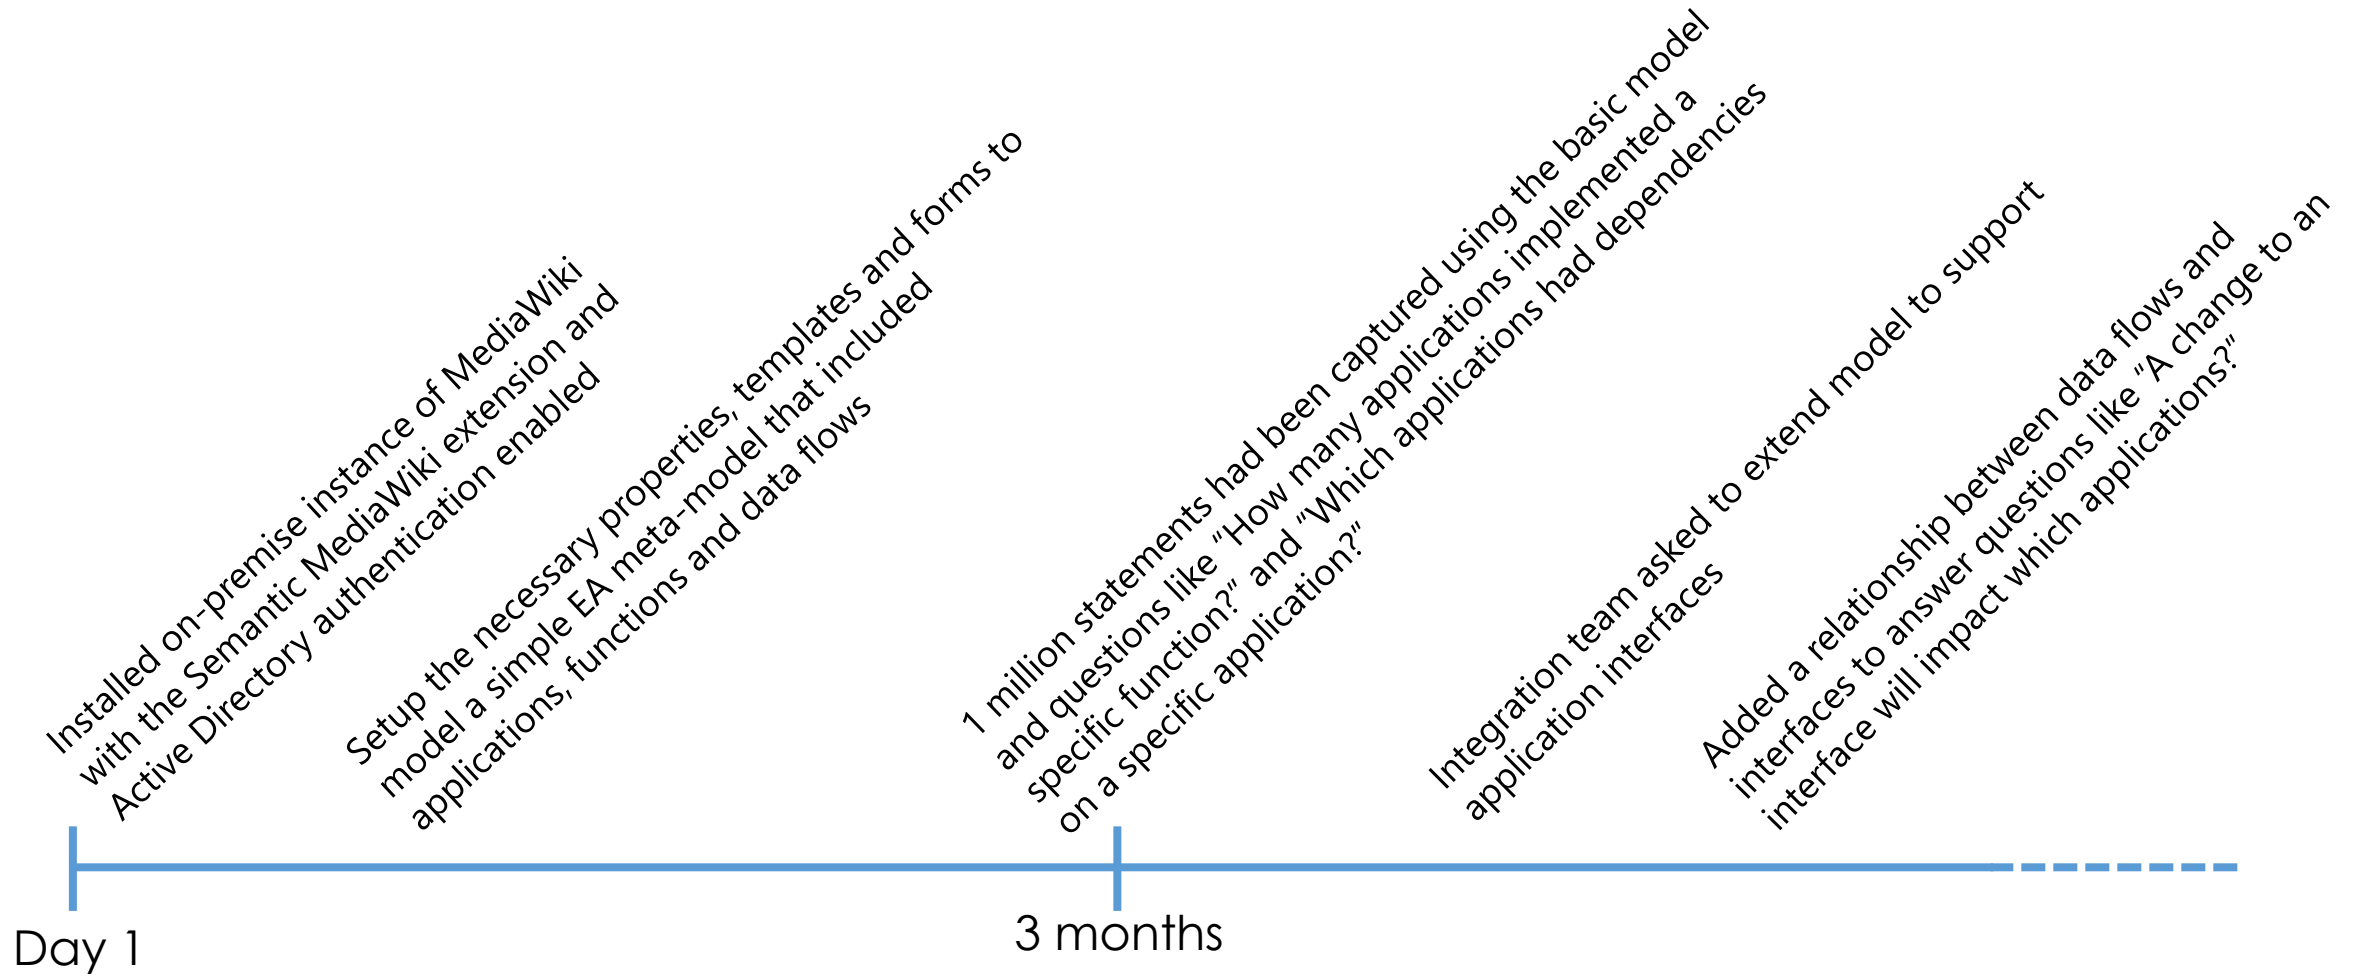 Installed on-premise instance of MediaWiki
with the Semantic MediaWiki extension and
Active Directory authentication enabled
Setup the necessary properties, templates and forms to
model a simple EA meta-model that included
applications, functions and data flows
1 million statements had been captured using the basic model
and questions like "How many applications implemented a
specific function?" and "Which applications had dependencies
on a specific application?"
Integration team asked to extend model to support
application interfaces
Added a relationship between data flows and
interfaces to answer questions like "A change to an
interface will impact which applications?"
Day 1
3 months